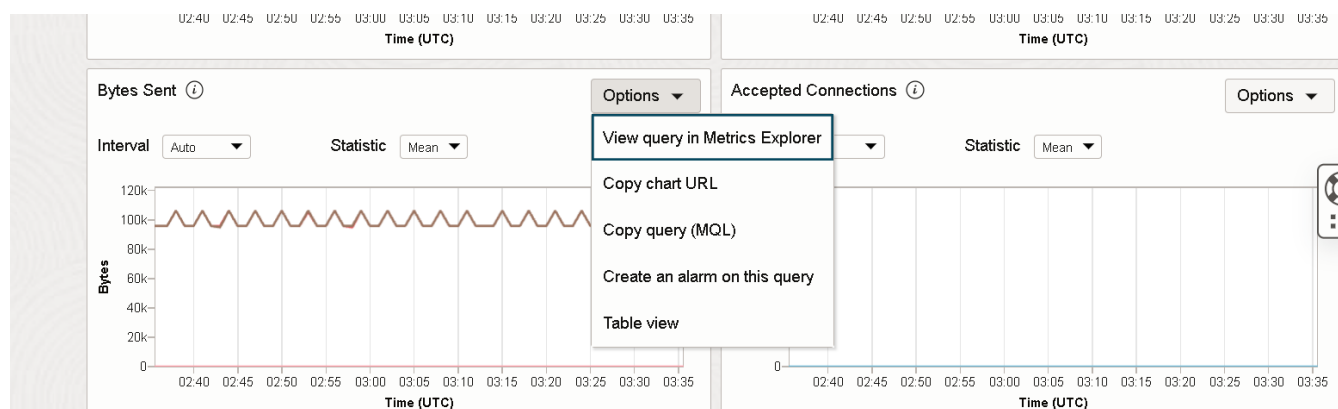 02:40 02:45 02:50 02:55 03:00 03:05 03:10 03:15 03:20 03:25 03:30 03:35
Time (UTC)
02:40 02:45 02:50 02:55 03:00 03:05 03:10 03:15 03:20 03:25 03:30 03:35
Time (UTC)
Bytes Sent i
Options
Interval Auto
Statistic Mean
View query in Metrics Explorer
Copy chart URL
Copy query (MQL)
Create an alarm on this query
Table view
120k
100k
80k
60k
40k
20k
0
Bytes
02:40 02:45 02:50 02:55 03:00 03:05 03:10 03:15 03:20 03:25 03:30 03:35
Time (UTC)
Accepted Connections i
Options
Statistic Mean
0
02:40 02:45 02:50 02:55 03:00 03:05 03:10 03:15 03:20 03:25 03:30 03:35
Time (UTC)